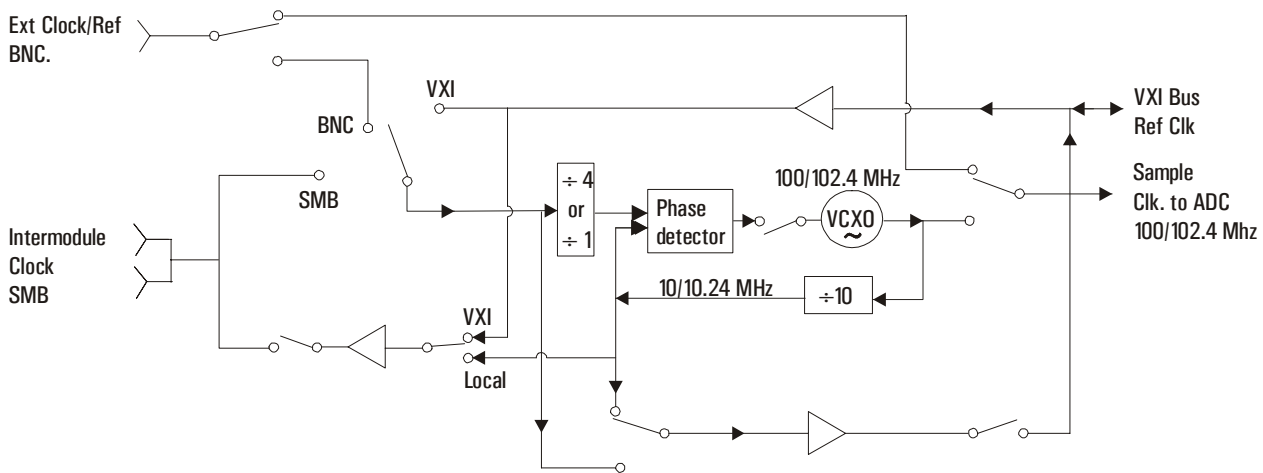 Ext Clock/Ref
BNC.
VXI
BNC
SMB
VXI Bus
Ref Clk
÷ 4
or
÷ 1
Phase
detector
100/102.4 MHz
VCXO
~
Sample
Clk. to ADC
100/102.4 Mhz
Intermodule
Clock
SMB
10/10.24 MHz
÷10
VXI
Local